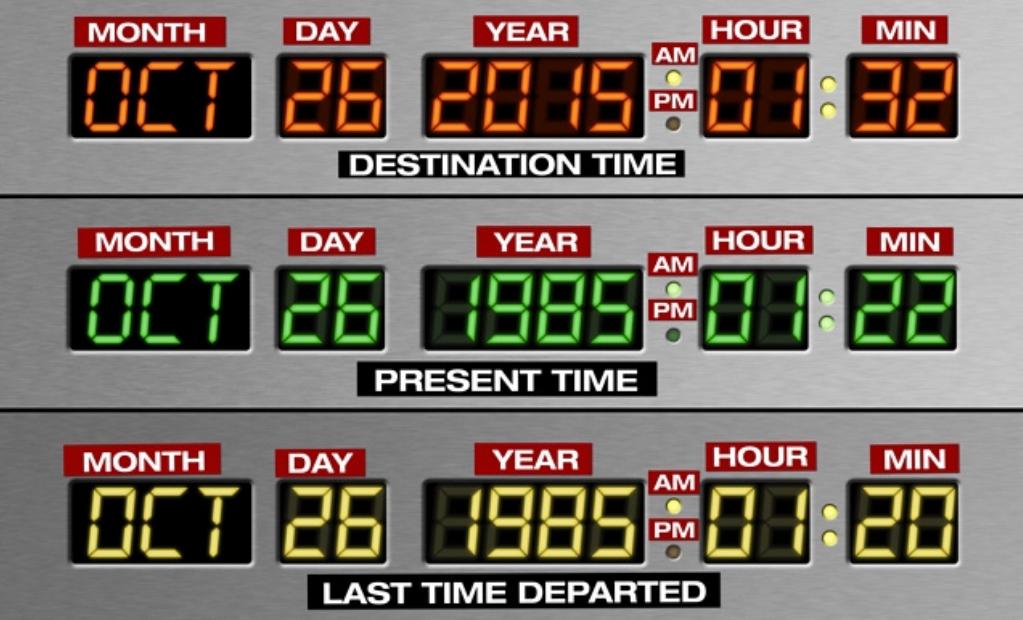 MONTH DAY YEAR HOUR MIN
AM
PM
OCT 26 2015 01 : 32
DESTINATION TIME
MONTH DAY YEAR HOUR MIN
AM
PM
OCT 26 1985 01 : 22
PRESENT TIME
MONTH DAY YEAR HOUR MIN
AM
PM
OCT 26 1985 01 : 20
LAST TIME DEPARTED